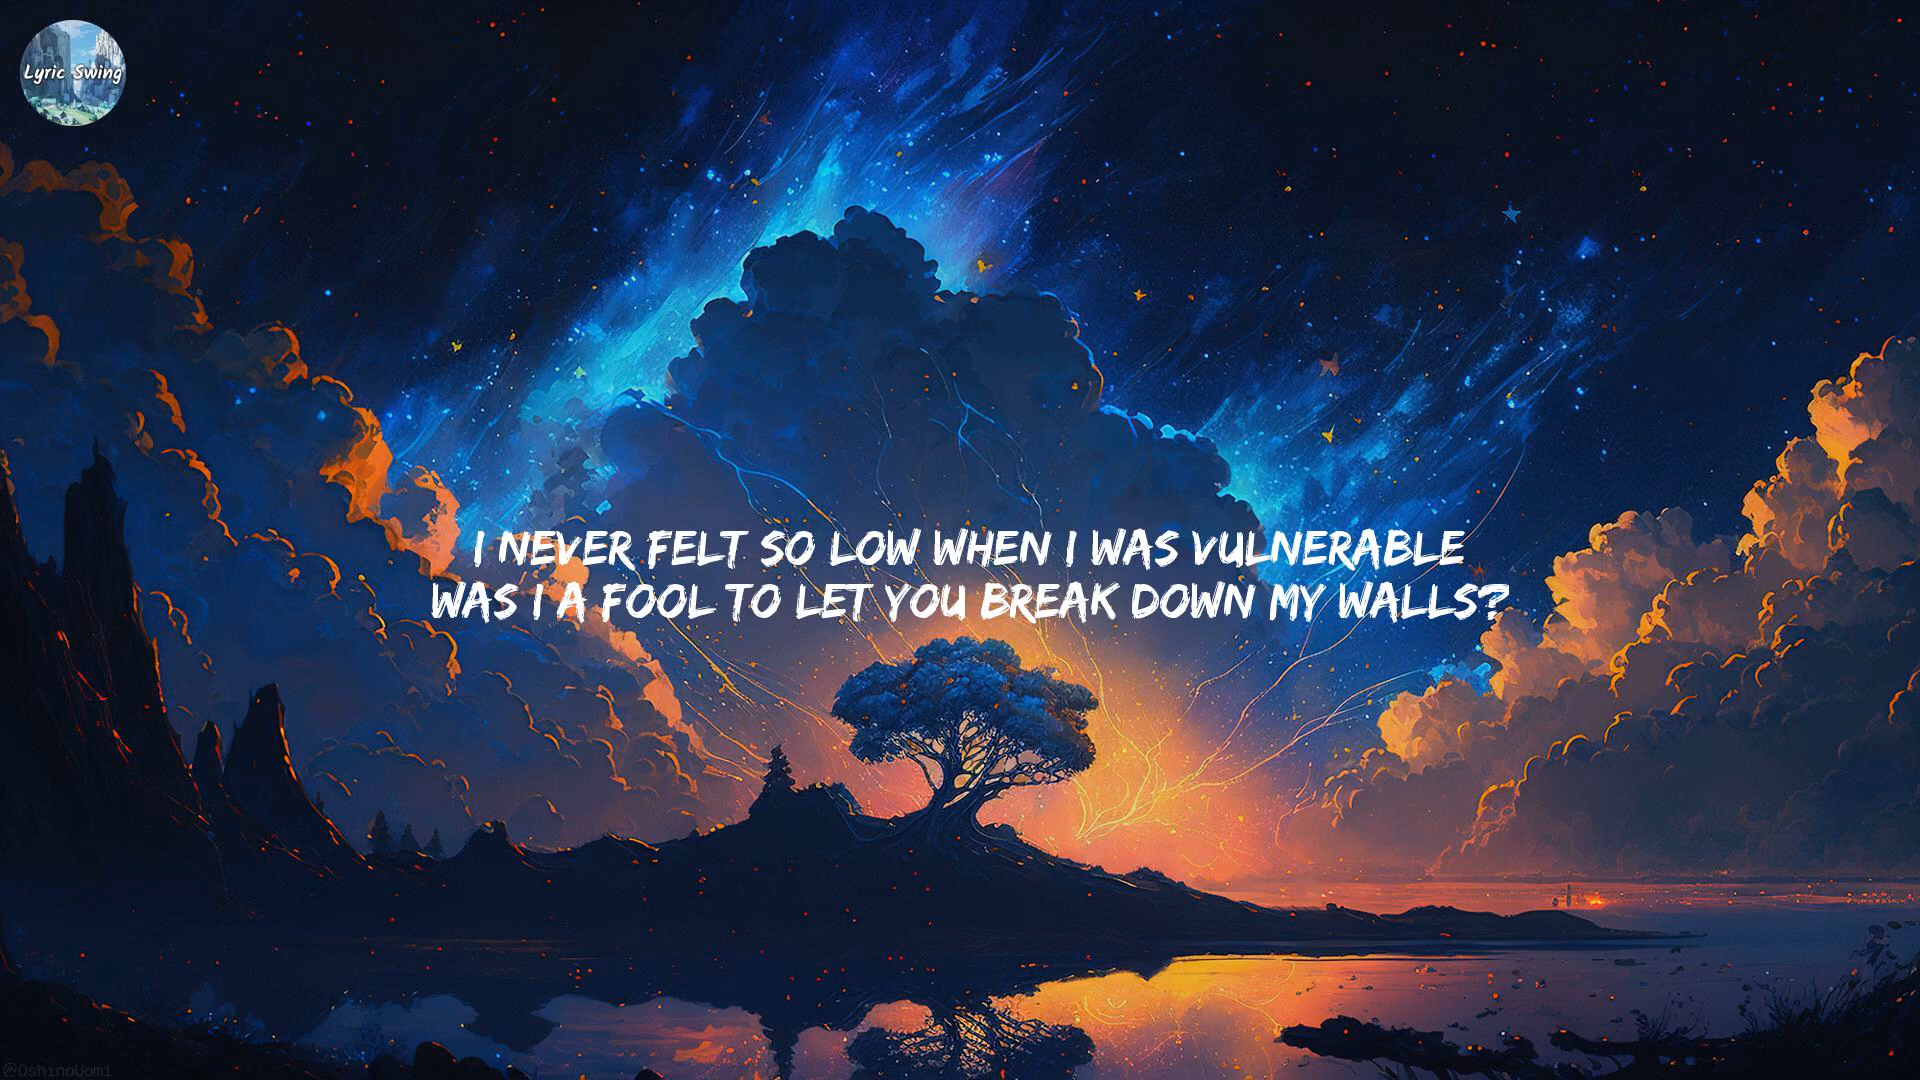 Lyric Swing
I NEVER FELT SO LOW WHEN I WAS VULNERABLE
WAS I A FOOL TO LET YOU BREAK DOWN MY WALLS?
@OshinoUomi